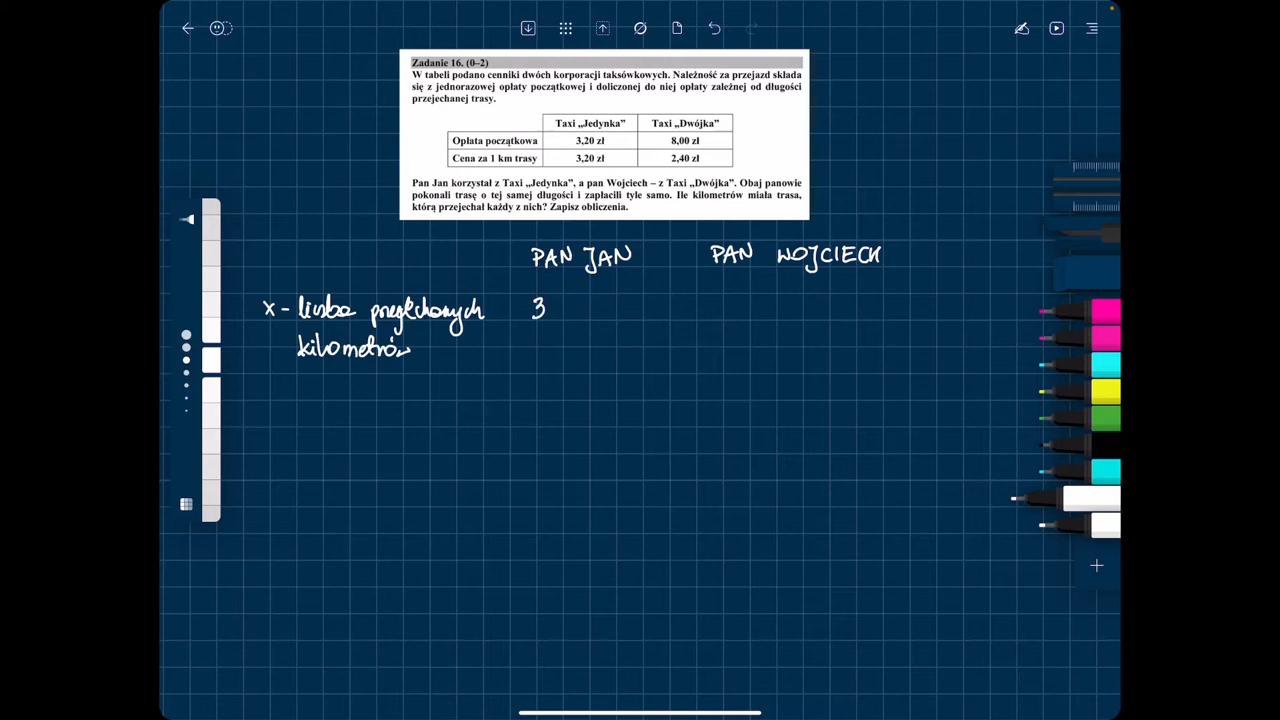 Zadanie 16. (0–2)
W tabeli podano cenniki dwóch korporacji taksówkowych. Należność za przejazd składa
się z jednorazowej opłaty początkowej i doliczonej do niej opłaty zależnej od długości
przejechanej trasy.
Taxi „Jedynka” Taxi „Dwójka”
Opłata początkowa 3,20 zł 8,00 zł
Cena za 1 km trasy 3,20 zł 2,40 zł
Pan Jan korzystał z Taxi „Jedynka”, a pan Wojciech – z Taxi „Dwójka”. Obaj panowie
pokonali trasę o tej samej długości i zapłacili tyle samo. Ile kilometrów miała trasa,
którą przejechał każdy z nich? Zapisz obliczenia.
PAN JAN PAN WOJCIECH
x - liczba przejechanych 3
kilometrów